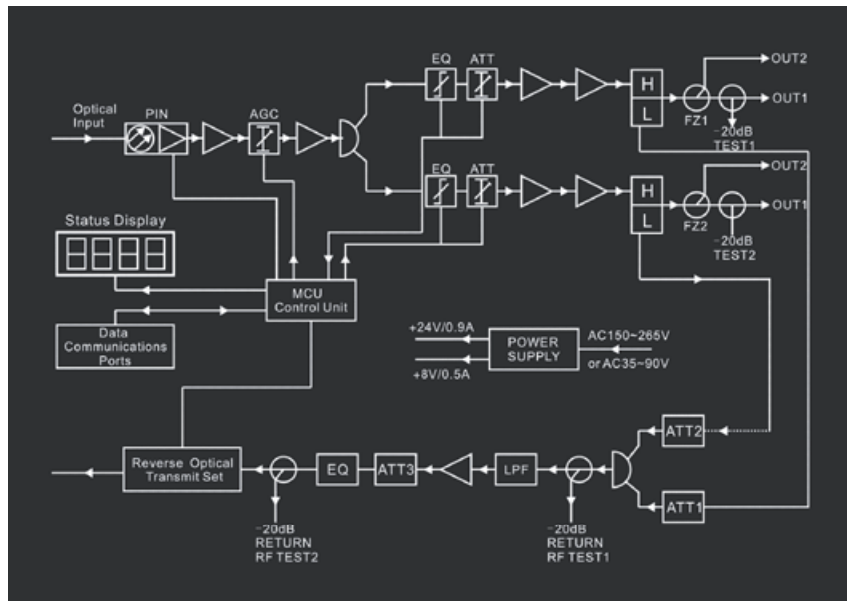 EQ ATT
OUT2
H
L
OUT1
FZ1
-20dB
TEST1
Optical
Input
PIN
AGC
EQ ATT
OUT2
H
L
OUT1
FZ2
-20dB
TEST2
Status Display
MCU
Control Unit
Data
Communications
Ports
+24V/0.9A
+8V/0.5A
POWER
SUPPLY
AC150~265V
or AC35~90V
ATT2
Reverse Optical
Transmit Set
EQ
ATT3
LPF
ATT1
-20dB
RETURN
RF TEST2
-20dB
RETURN
RF TEST1